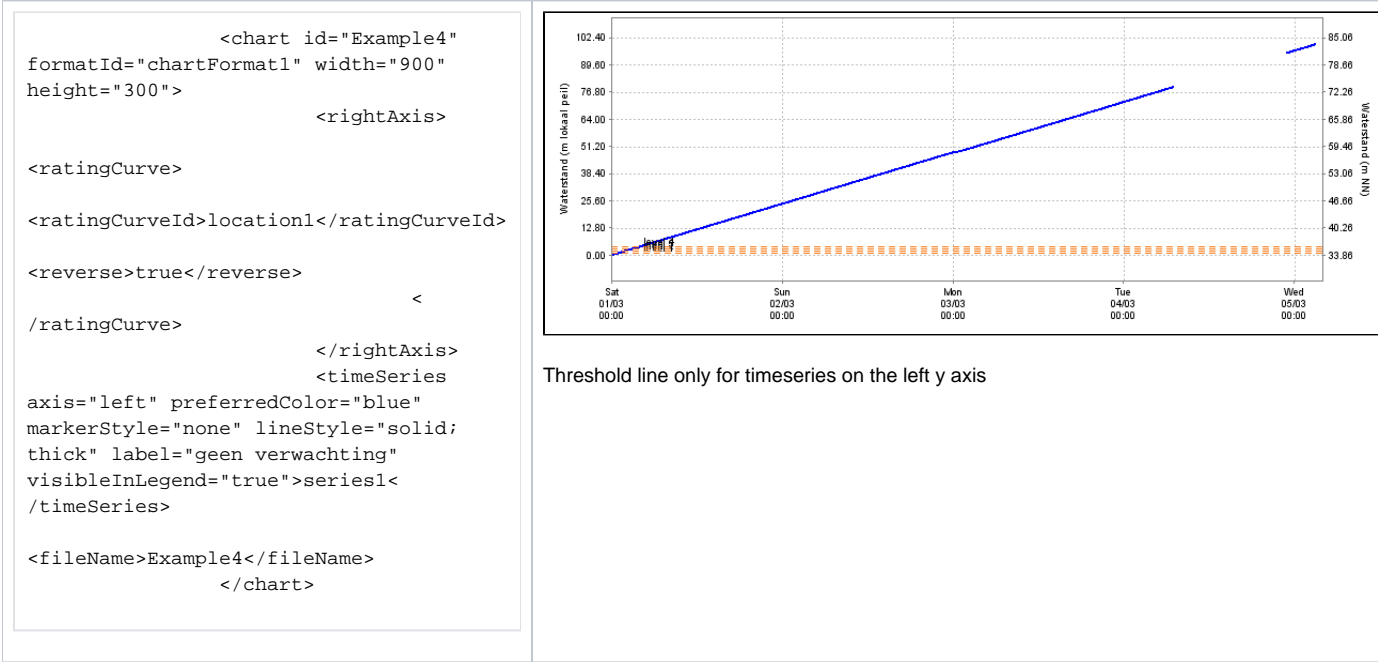 <chart id="Example4"
formatId="chartFormat1" width="900"
height="300">
<rightAxis>
<ratingCurve>
<ratingCurveId>location1</ratingCurveId>
<reverse>true</reverse>
<
/ratingCurve>
</rightAxis>
<timeSeries
axis="left" preferredColor="blue"
markerStyle="none" lineStyle="solid;
thick" label="geen verwachting"
visibleInLegend="true">series1<
/timeSeries>
<fileName>Example4</fileName>
</chart>
Waterstand (m lokaal peil)
102.40
89.60
76.80
64.00
51.20
38.40
25.60
12.80
0.00
85.06
78.66
72.26
65.86
59.46
53.06
46.66
40.26
33.86
Waterstand (m NN)
Sat Sun Mon Tue Wed
01/03 02/03 03/03 04/03 05/03
00:00 00:00 00:00 00:00 00:00
Threshold line only for timeseries on the left y axis